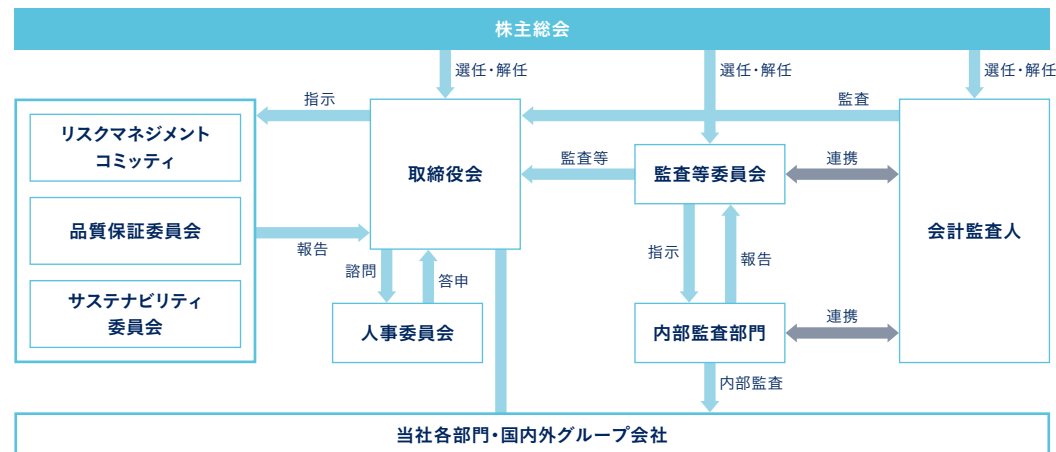 株主総会
選任・解任
選任・解任
選任・解任
指示
監査
リスクマネジメント
コミッティ
取締役会
監査等
監査等委員会
連携
会計監査人
品質保証委員会
報告
指示
報告
諮問
答申
サステナビリティ
委員会
人事委員会
内部監査部門
連携
内部監査
当社各部門・国内外グループ会社